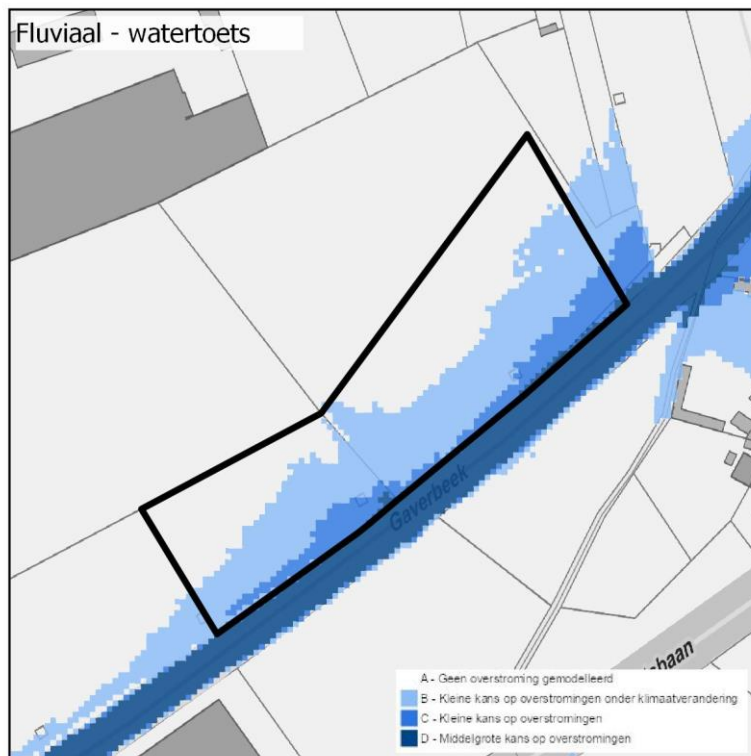 Fluviaal - watertoets
Gaverbeek
A - Geen overstroming gemodelleerd
B - Kleine kans op overstromingen onder klimaatverandering
C - Kleine kans op overstromingen
D - Middelgrote kans op overstromingen